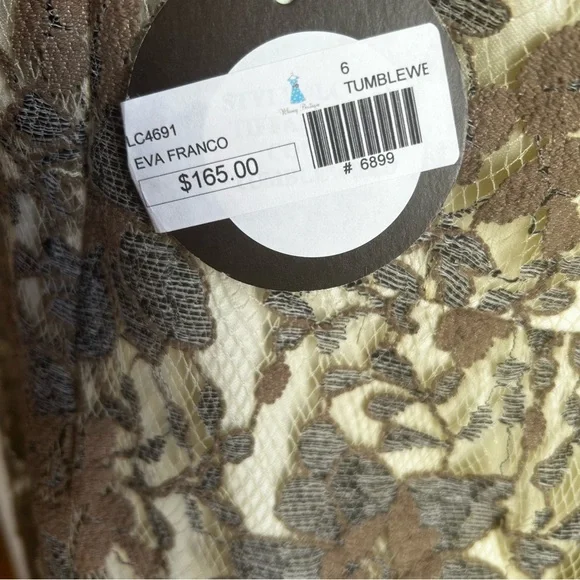 6
TUMBLEWE
LC4691
EVA FRANCO
$165.00
# 6899